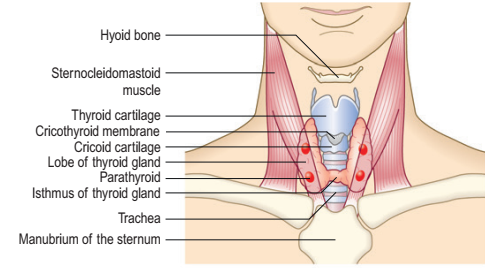 Hyoid bone
Sternocleidomastoid
muscle
Thyroid cartilage
Cricothyroid membrane
Cricoid cartilage
Lobe of thyroid gland
Parathyroid
Isthmus of thyroid gland
Trachea
Manubrium of the sternum